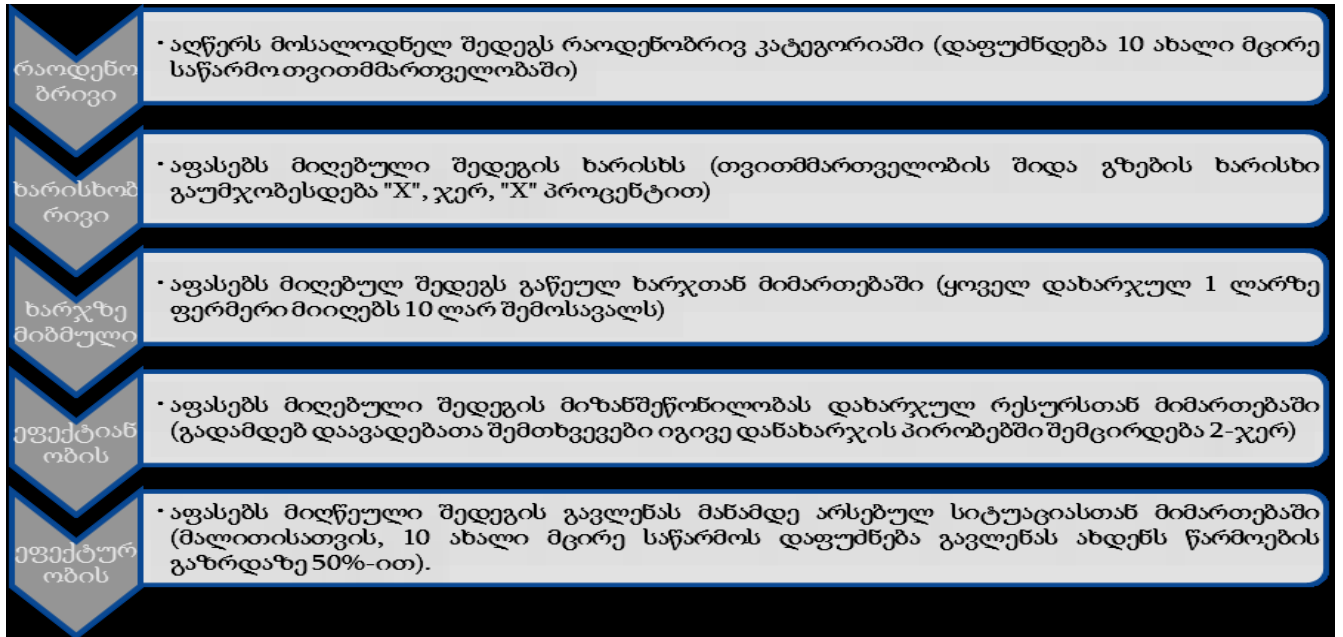 რაოდენო
ბრივი
· აღწერს მოსალოდნელ შედეგს რაოდენობრივ კატეგორიაში (დაფუძნდება 10 ახალი მცირე
საწარმო თვითმმართველობაში)
ხარისხობ
რივი
· აფასებს მიღებული შედეგის ხარისხს (თვითმმართველობის შიდა გზების ხარისხი
გაუმჯობესდება "X", ჯერ, "X" პროცენტით)
ხარჯზე
მიბმული
· აფასებს მიღებულ შედეგს გაწეულ ხარჯთან მიმართებაში (ყოველ დახარჯულ 1 ლარზე
ფერმერი მიიღებს 10 ლარ შემოსავალს)
ეფექტიან
ობის
· აფასებს მიღებული შედეგის მიზანშეწონილობას დახარჯულ რესურსთან მიმართებაში
(გადამდებ დაავადებათა შემთხვევები იგივე დანახარჯის პირობებში შემცირდება 2-ჯერ)
ეფექტურ
ობის
· აფასებს მიღწეული შედეგის გავლენას მანამდე არსებულ სიტუაციასთან მიმართებაში
(მალითისათვის, 10 ახალი მცირე საწარმოს დაფუძნება გავლენას ახდენს წარმოების
გაზრდაზე 50%-ით).